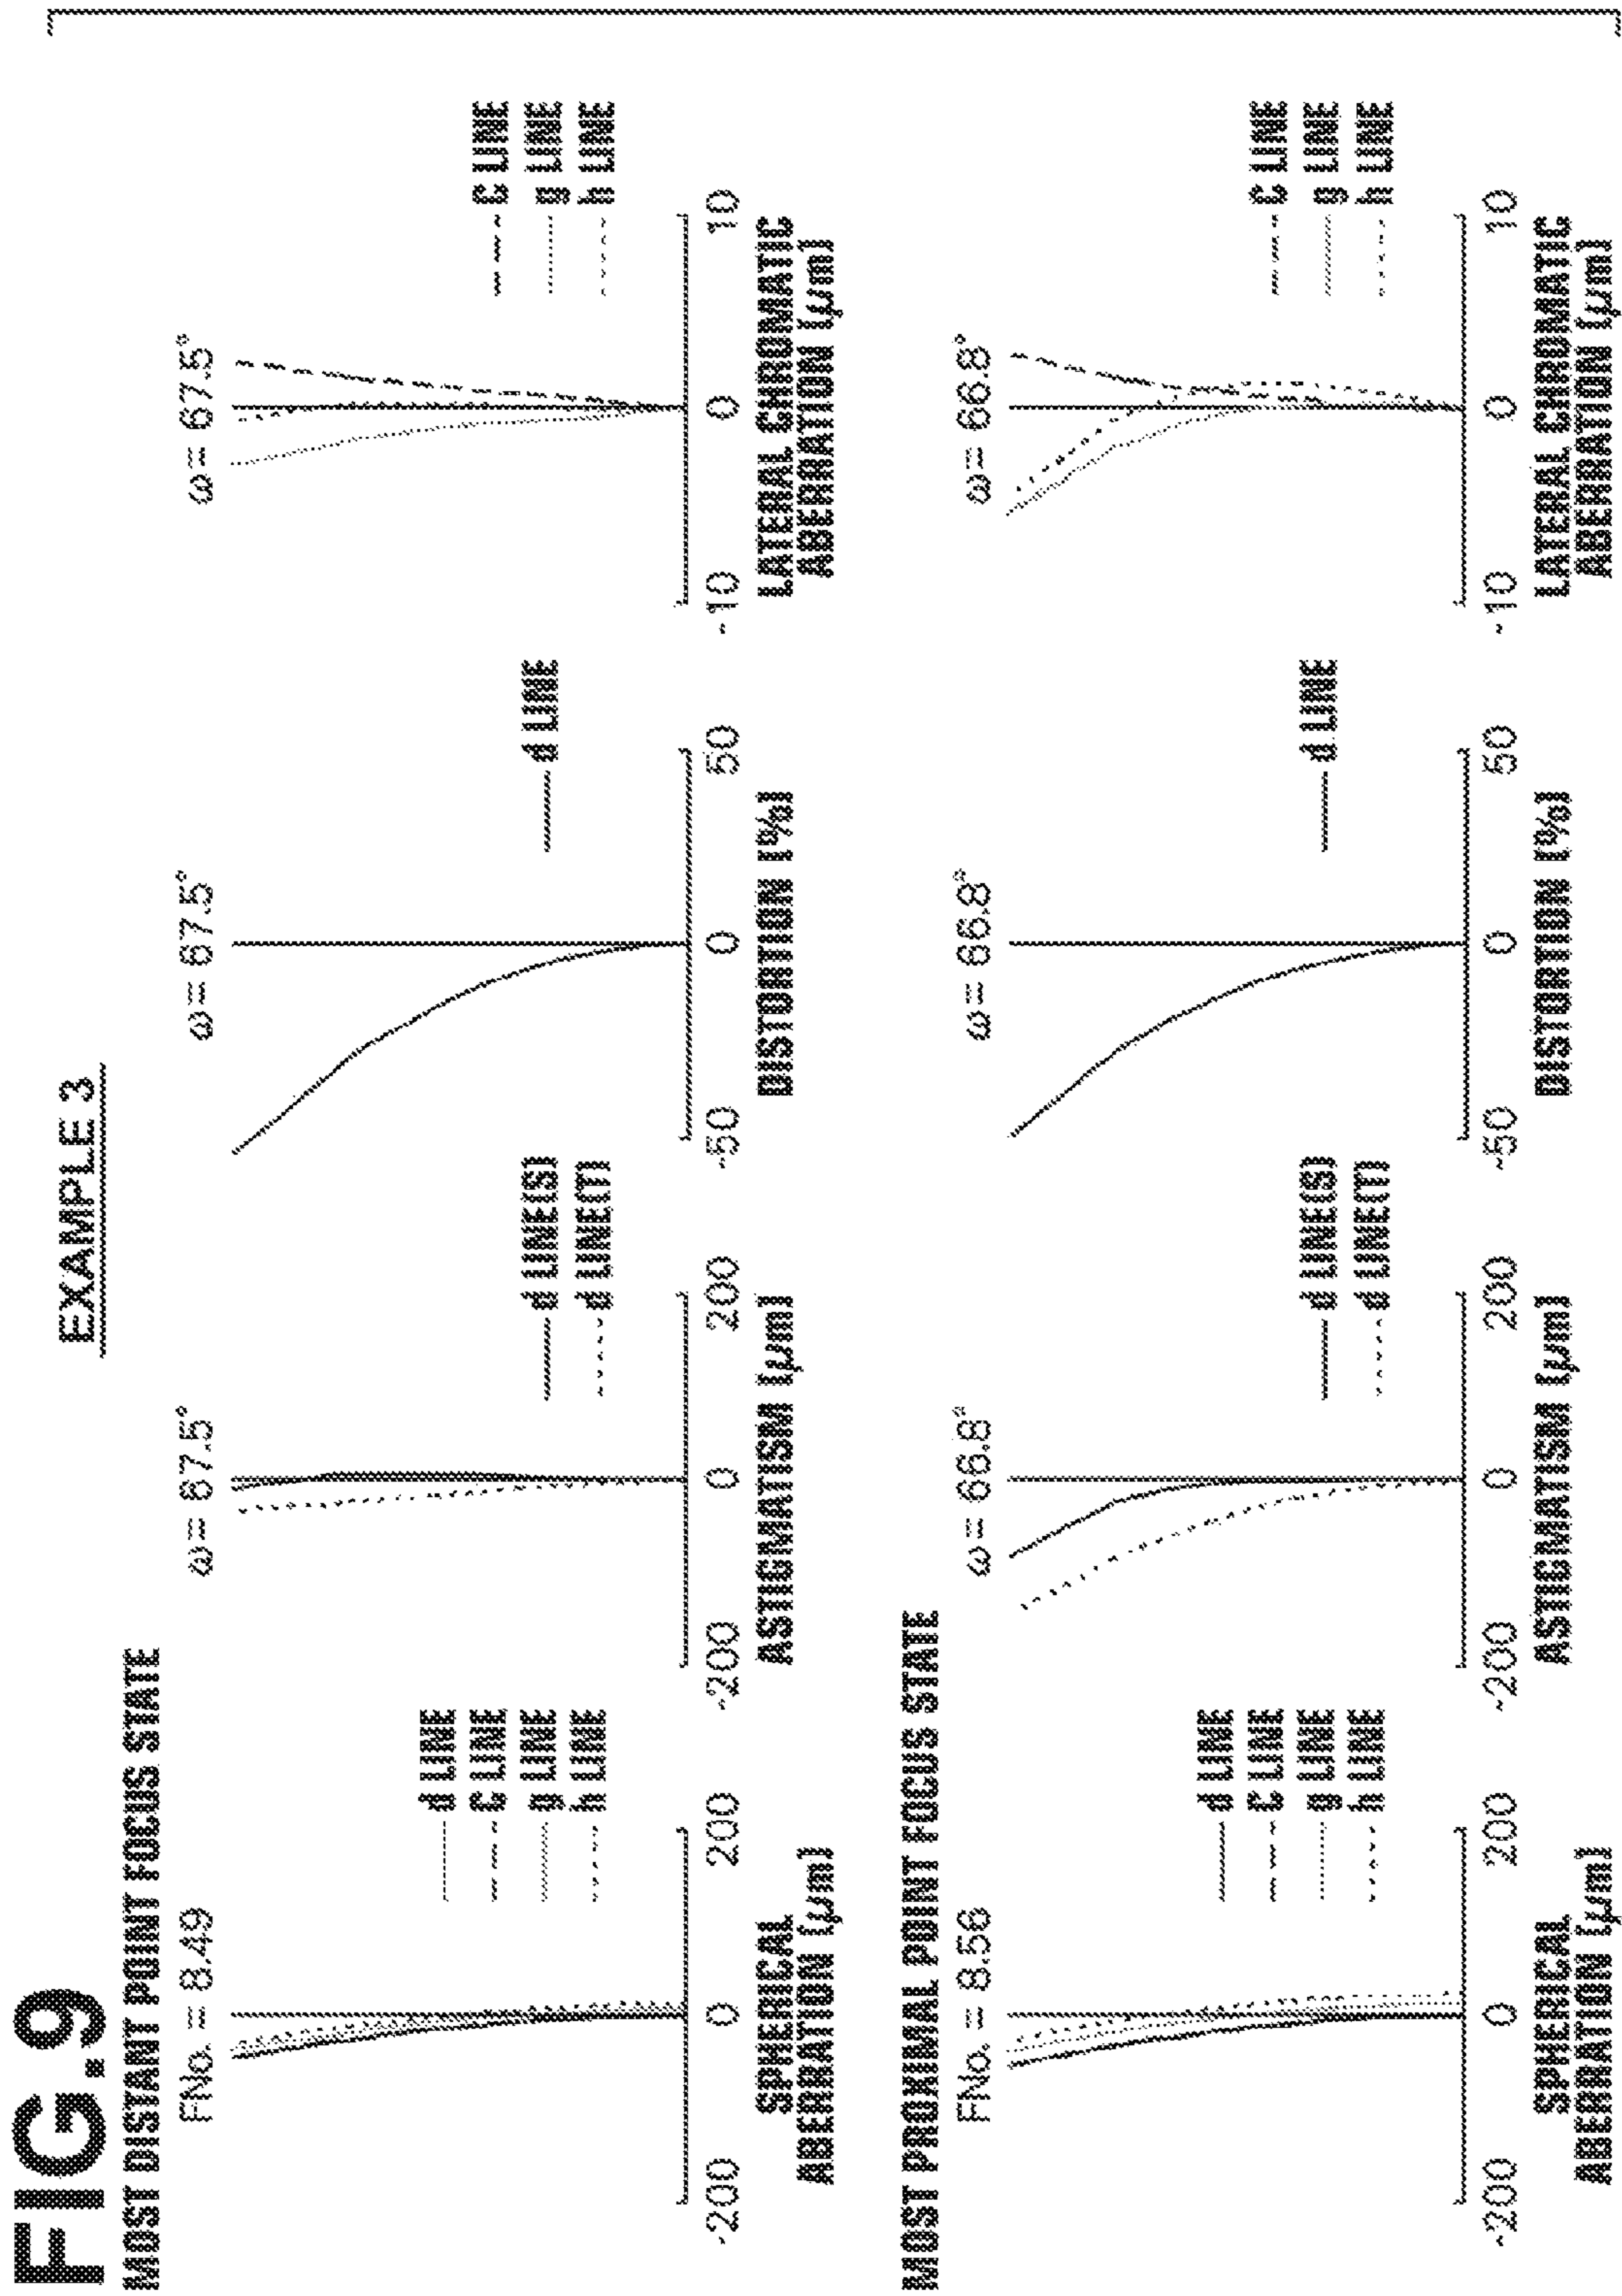 FIG.9
EXAMPLE 3
MOST DISTANT POINT FOCUS STATE
FNo. = 8.49
d LINE
C LINE
g LINE
h LINE
-200 0 200
SPHERICAL
ABERRATION [μm]
ω= 67.5°
d LINE(S)
d LINE(T)
-200 0 200
ASTIGMATISM [μm]
ω= 67.5°
d LINE
-50 0 50
DISTORTION [%]
ω= 67.5°
C LINE
g LINE
h LINE
-10 0 10
LATERAL CHROMATIC
ABERRATION [μm]
MOST PROXIMAL POINT FOCUS STATE
FNo. = 8.56
d LINE
C LINE
g LINE
h LINE
-200 0 200
SPHERICAL
ABERRATION [μm]
ω= 66.8°
d LINE(S)
d LINE(T)
-200 0 200
ASTIGMATISM [μm]
ω= 66.8°
d LINE
-50 0 50
DISTORTION [%]
ω= 66.8°
C LINE
g LINE
h LINE
-10 0 10
LATERAL CHROMATIC
ABERRATION [μm]